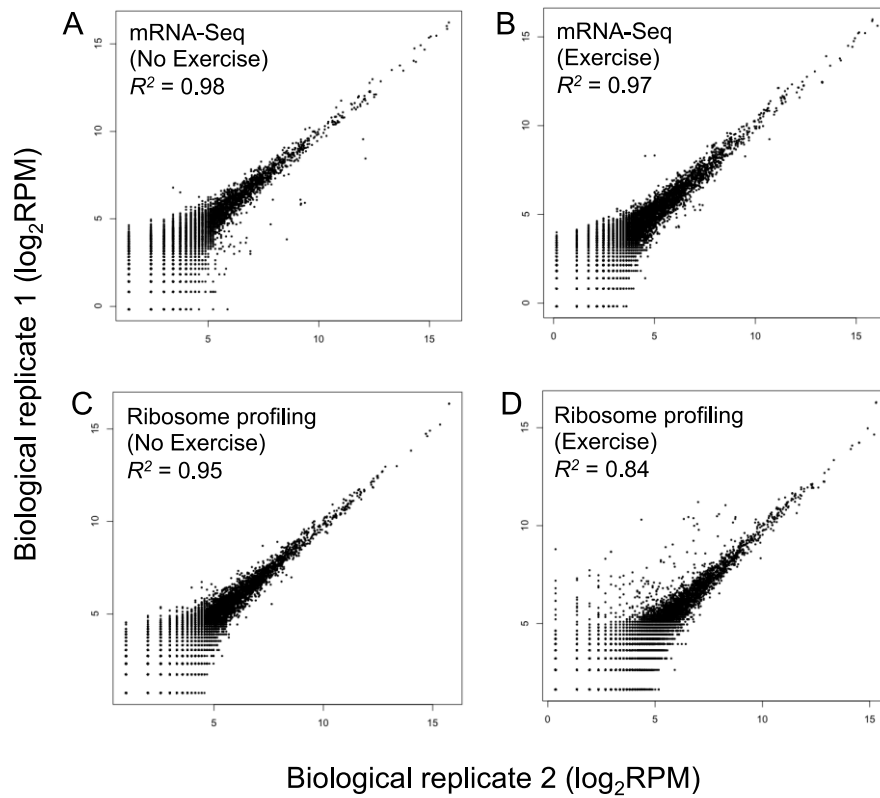 A
mRNA-Seq
(No Exercise)
R² = 0.98
15
10
5
0
5
10
15
B
mRNA-Seq
(Exercise)
R² = 0.97
15
10
5
0
0
5
10
15
C
Ribosome profiling
(No Exercise)
R² = 0.95
15
10
5
5
10
15
D
Ribosome profiling
(Exercise)
R² = 0.84
15
10
5
0
5
10
15
Biological replicate 1 (log₂RPM)
Biological replicate 2 (log₂RPM)